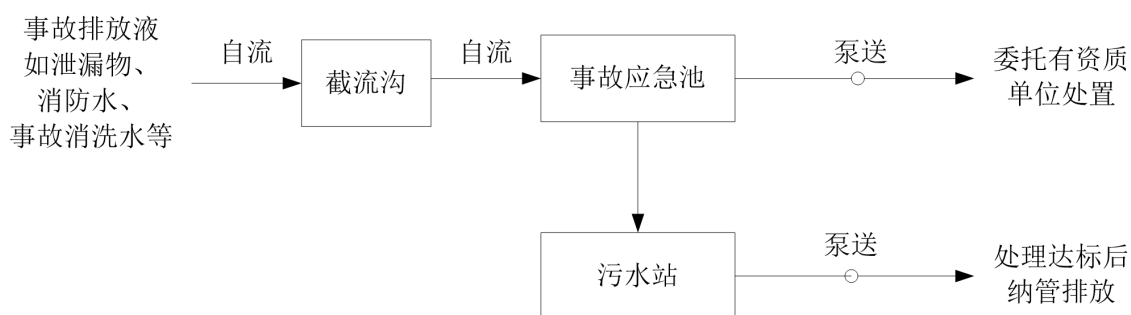 事故排放液
如泄漏物、
消防水、
事故消洗水等
自流
截流沟
自流
事故应急池
泵送
委托有资质
单位处置
污水站
泵送
处理达标后
纳管排放